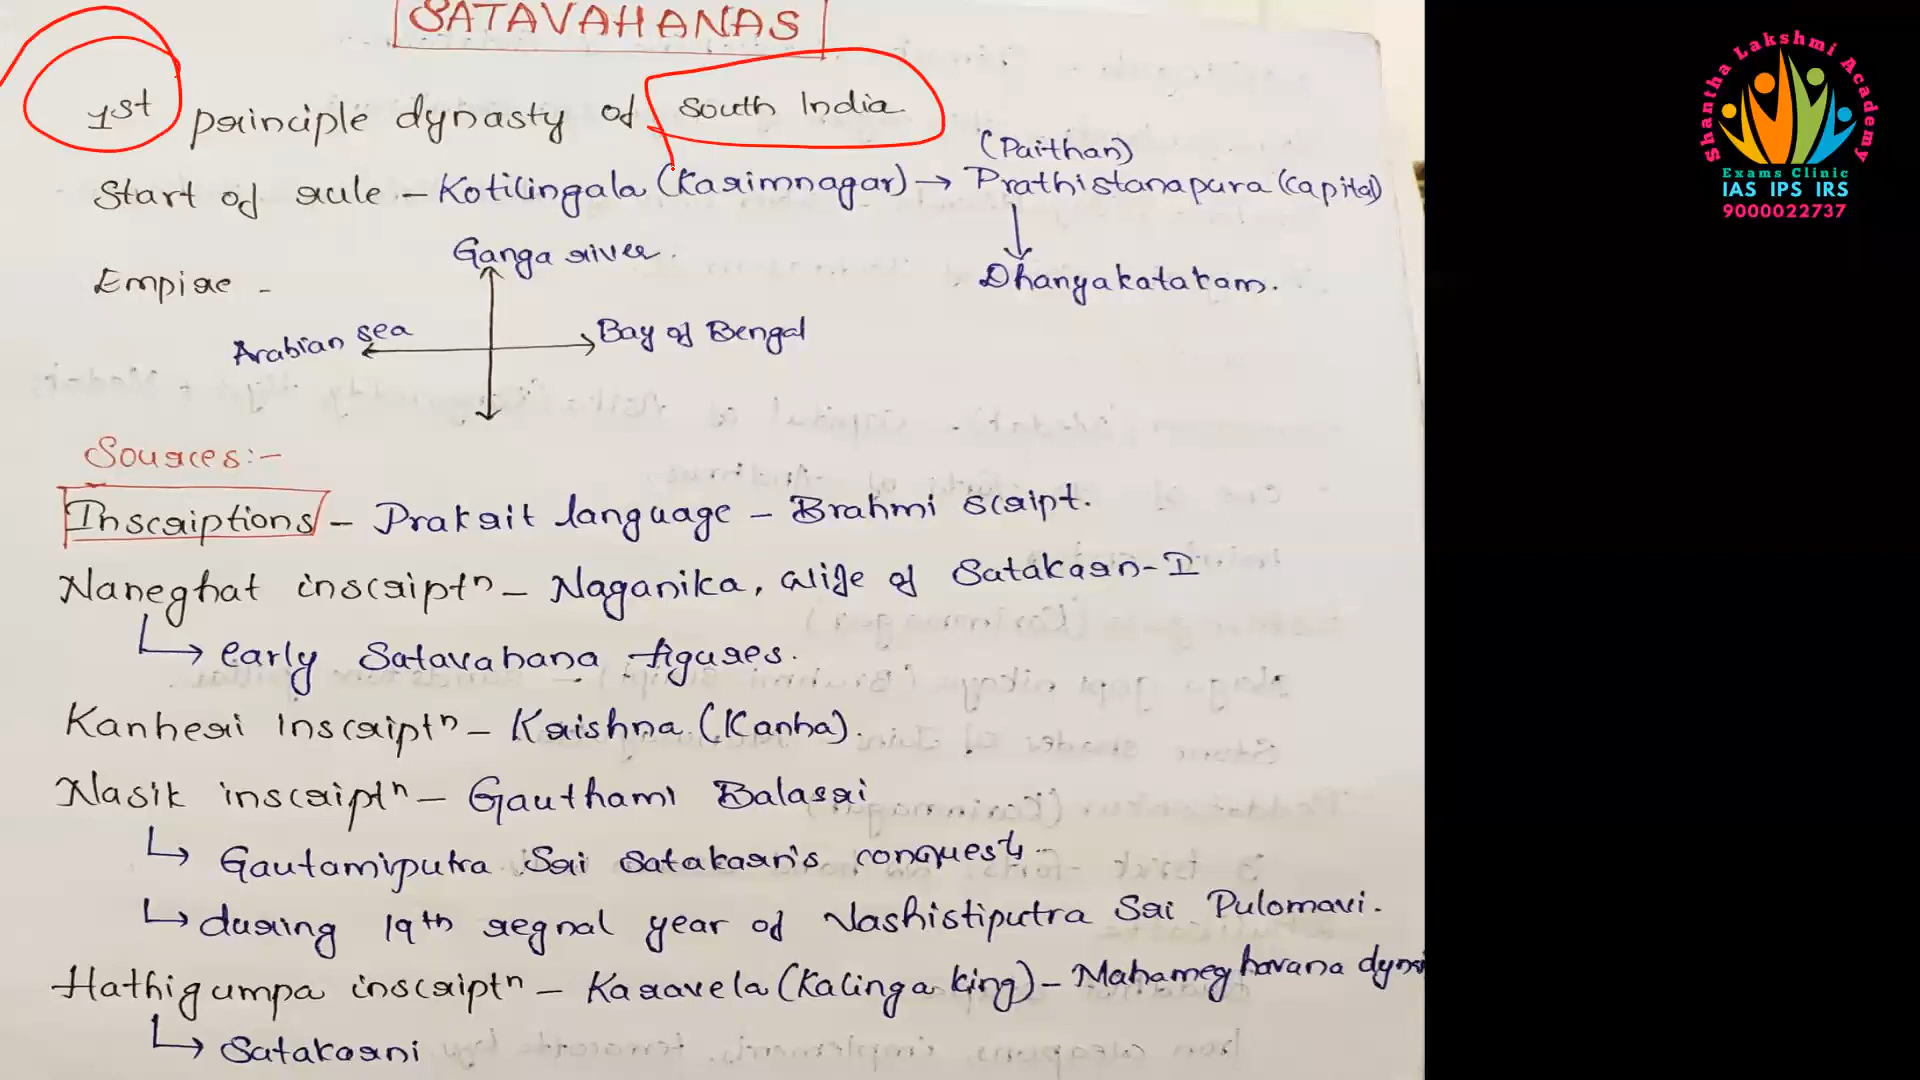 SATAVAHANAS
1st principle dynasty of South India
(Paithan)
Start of rule - Kotilingala (Karimnagar) → Prathistanapura (Capital)
Ganga river.
Dhanyakatakam.
Empire -
Arabian sea
Bay of Bengal
Sources:-
Inscriptions - Prakrit language - Brahmi script.
Naneghat inscriptn - Naganika, wife of Satakarn-I
↳ early Satavahana figures.
Kanheri Inscriptn - Krishna (Kanha).
Nasik inscriptn - Gauthami Balasri
↳ Gautamiputra Sri Satakarn's conquests.
↳ during 19th regnal year of Vashistiputra Sri Pulomavi.
Hathigumpa inscriptn - Karavela (Kalinga king) - Mahameghavana
↳ Satakarni
Shantha Lakshmi Academy
Exams Clinic
IAS IPS IRS
9000022737